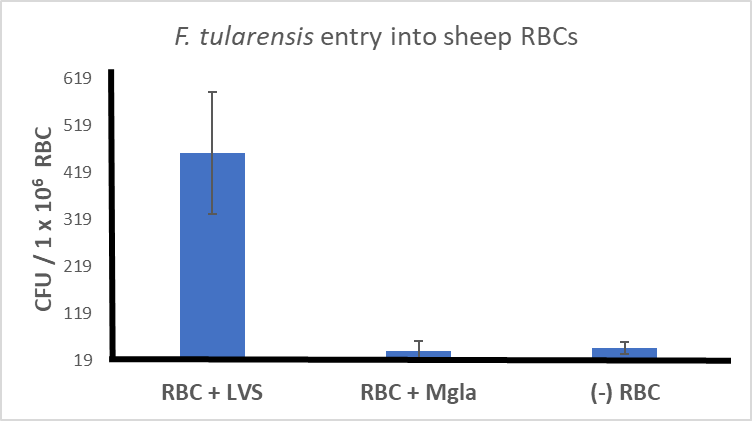 F. tularensis entry into sheep RBCs
CFU / 1 x 10⁶ RBC
619
519
419
319
219
119
19
RBC + LVS
RBC + Mgla
(-) RBC